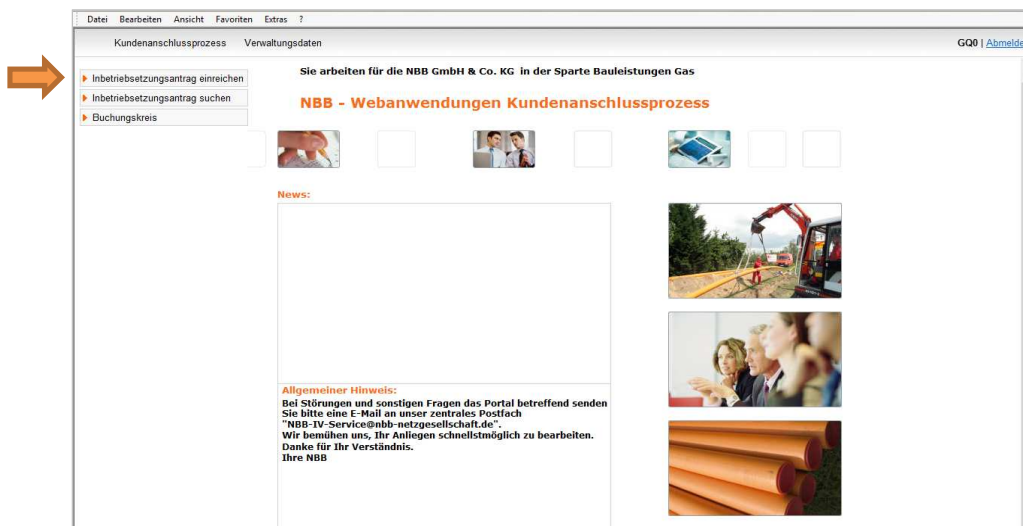 Datei Bearbeiten Ansicht Favoriten Extras ?
Kundenanschlussprozess Verwaltungsdaten GQ0 | Abmelde
Inbetriebsetzungsantrag einreichen
Inbetriebsetzungsantrag suchen
Buchungskreis
Sie arbeiten für die NBB GmbH & Co. KG in der Sparte Bauleistungen Gas
NBB - Webanwendungen Kundenanschlussprozess
News:
Allgemeiner Hinweis:
Bei Störungen und sonstigen Fragen das Portal betreffend senden
Sie bitte eine E-Mail an unser zentrales Postfach
"NBB-IV-Service@nbb-netzgesellschaft.de".
Wir bemühen uns, Ihr Anliegen schnellstmöglich zu bearbeiten.
Danke für Ihr Verständnis.
Ihre NBB